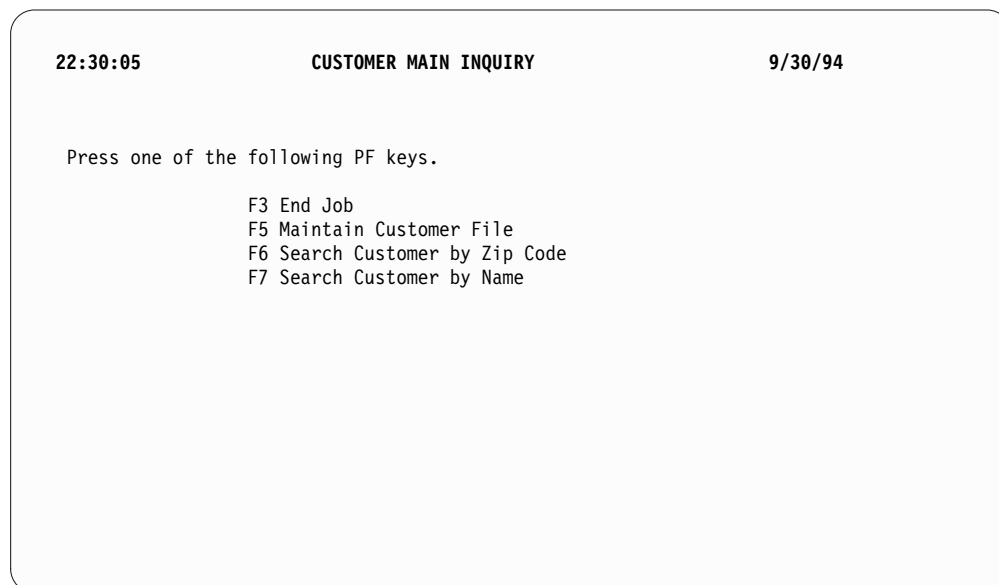 22:30:05 CUSTOMER MAIN INQUIRY 9/30/94
Press one of the following PF keys.
F3 End Job
F5 Maintain Customer File
F6 Search Customer by Zip Code
F7 Search Customer by Name